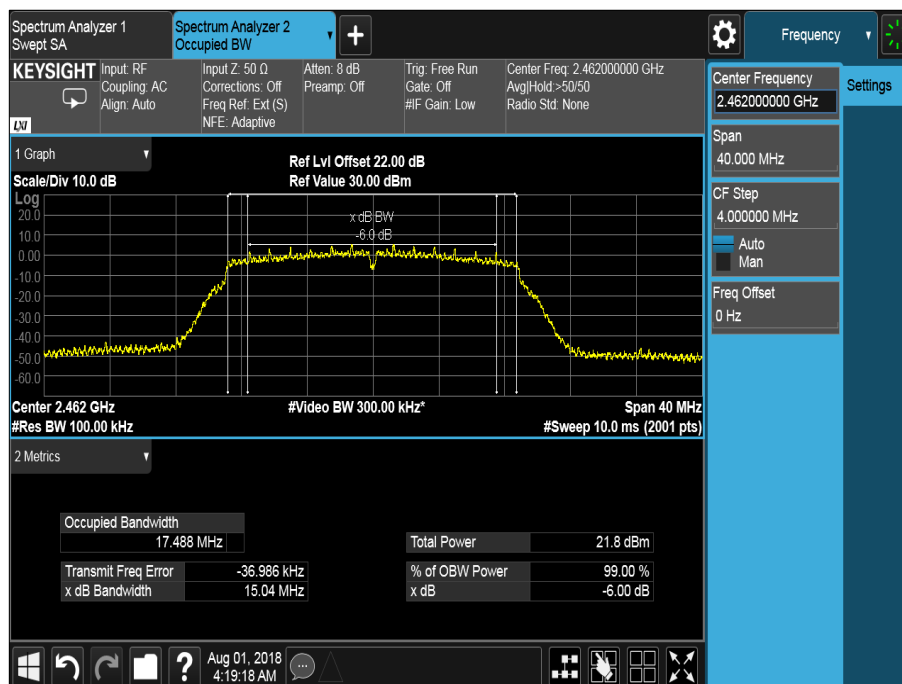 Spectrum Analyzer 1
Swept SA
Spectrum Analyzer 2
Occupied BW
Frequency
KEYSIGHT
LXI
Input: RF
Coupling: AC
Align: Auto
Input Z: 50 Ω
Corrections: Off
Freq Ref: Ext (S)
NFE: Adaptive
Atten: 8 dB
Preamp: Off
Trig: Free Run
Gate: Off
#IF Gain: Low
Center Freq: 2.462000000 GHz
Avg|Hold:>50/50
Radio Std: None
Center Frequency
2.462000000 GHz
Settings
Span
40.000 MHz
CF Step
4.000000 MHz
Auto
Man
Freq Offset
0 Hz
1 Graph
Scale/Div 10.0 dB
Ref Lvl Offset 22.00 dB
Ref Value 30.00 dBm
Log
20.0
10.0
0.00
-10.0
-20.0
-30.0
-40.0
-50.0
-60.0
x dB BW
-6.0 dB
Center 2.462 GHz
#Video BW 300.00 kHz*
Span 40 MHz
#Res BW 100.00 kHz
#Sweep 10.0 ms (2001 pts)
2 Metrics
Occupied Bandwidth
17.488 MHz
Total Power 21.8 dBm
Transmit Freq Error -36.986 kHz
% of OBW Power 99.00 %
x dB Bandwidth 15.04 MHz
x dB -6.00 dB
Aug 01, 2018
4:19:18 AM